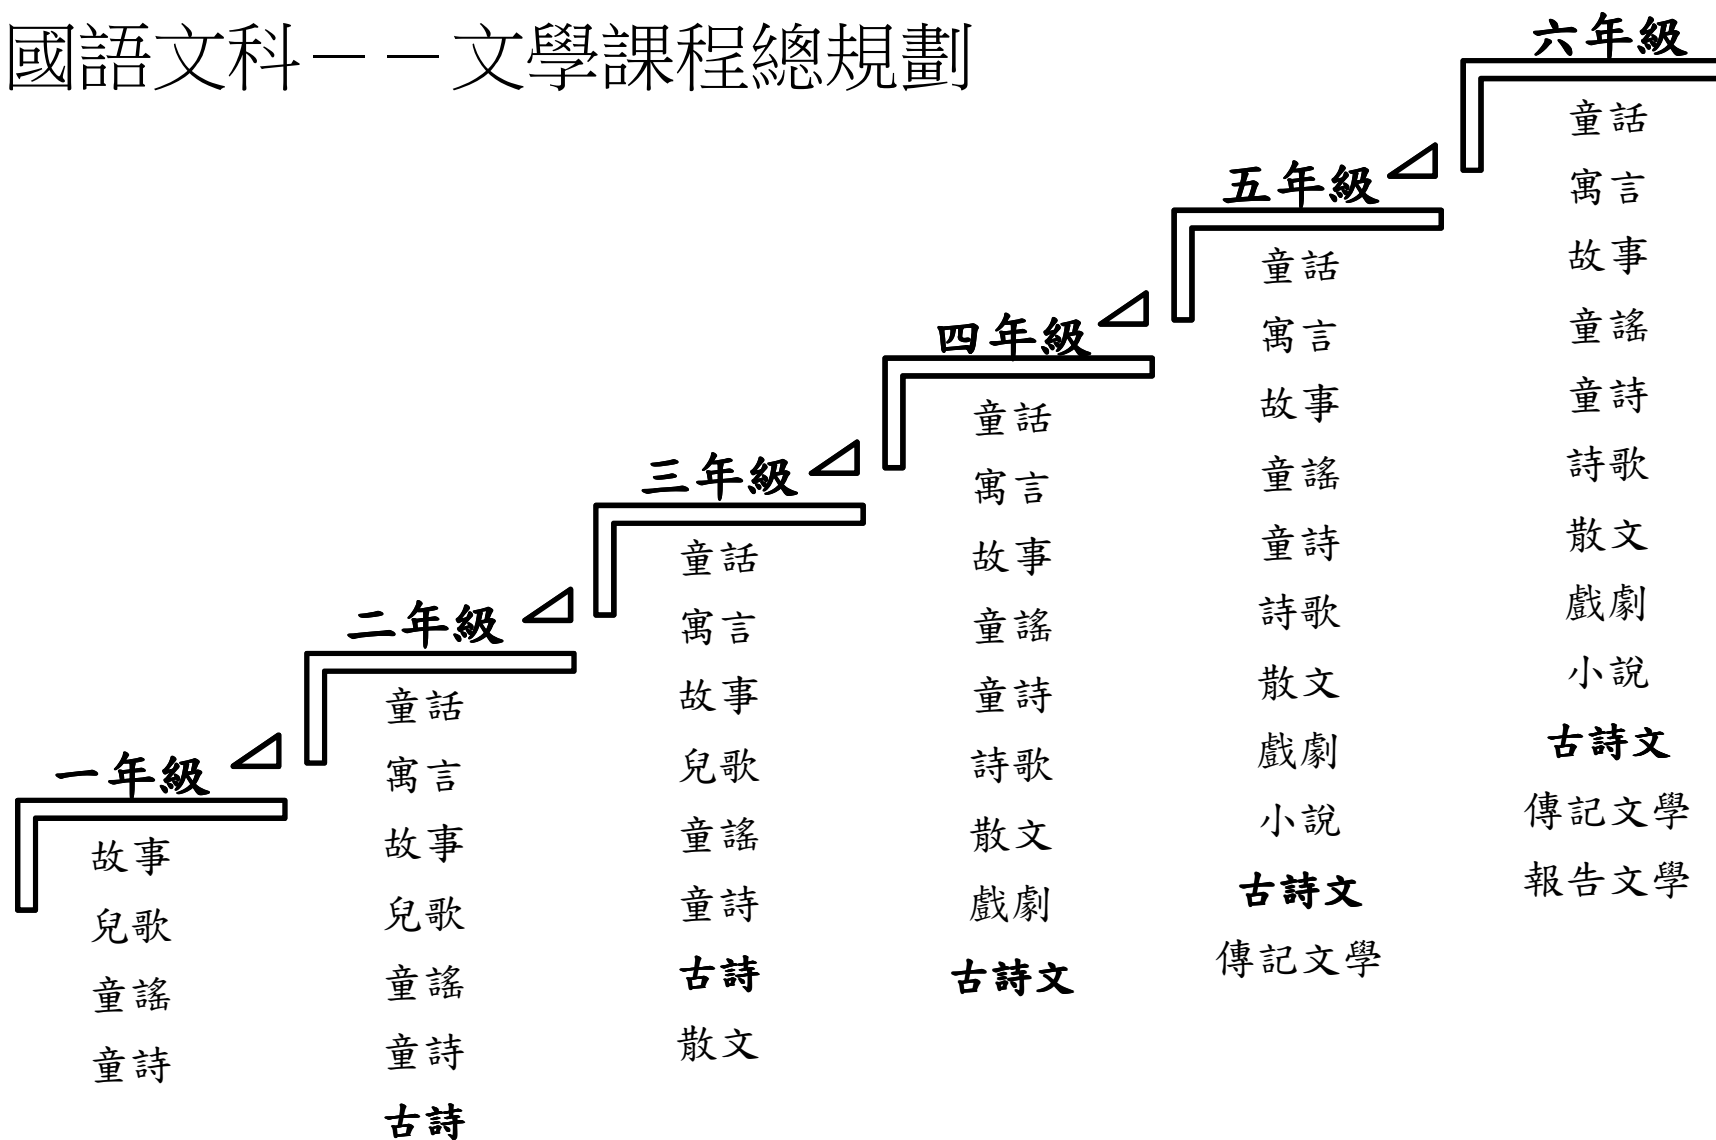 國語文科－－文學課程總規劃
一年級
故事
兒歌
童謠
童詩
二年級
童話
寓言
故事
兒歌
童謠
童詩
古詩
三年級
童話
寓言
故事
兒歌
童謠
童詩
古詩
散文
四年級
童話
寓言
故事
童謠
童詩
詩歌
散文
戲劇
古詩文
五年級
童話
寓言
故事
童謠
童詩
詩歌
散文
戲劇
小說
古詩文
傳記文學
六年級
童話
寓言
故事
童謠
童詩
詩歌
散文
戲劇
小說
古詩文
傳記文學
報告文學